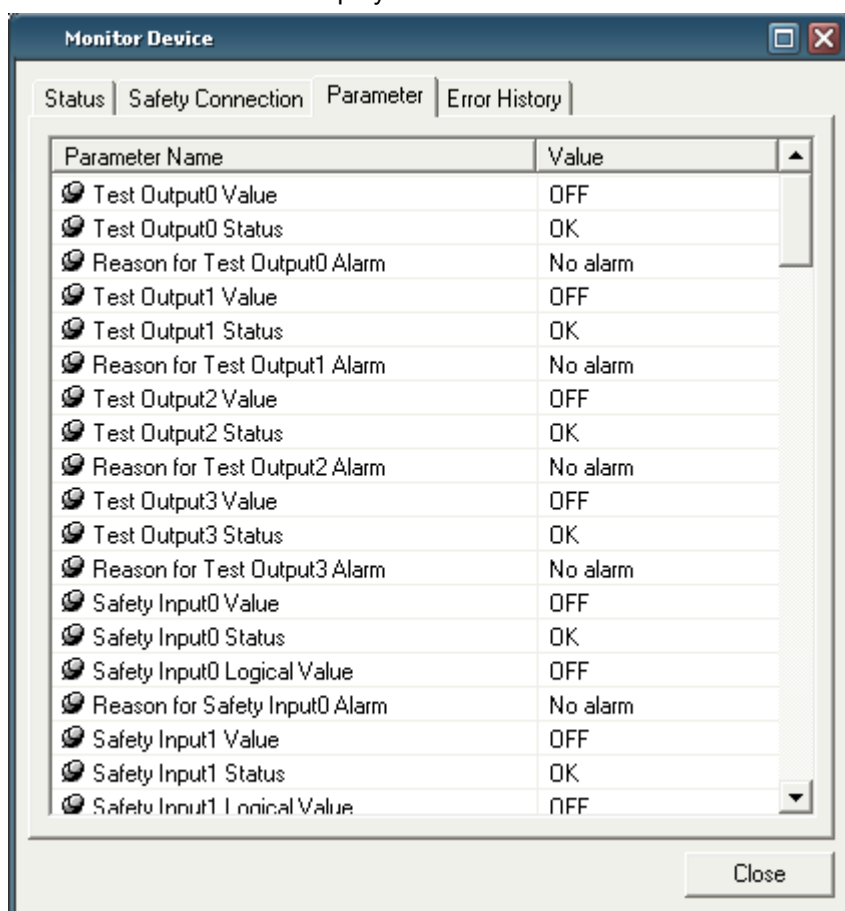 Monitor Device
Status Safety Connection Parameter Error History
Parameter Name Value
Test Output0 Value OFF
Test Output0 Status OK
Reason for Test Output0 Alarm No alarm
Test Output1 Value OFF
Test Output1 Status OK
Reason for Test Output1 Alarm No alarm
Test Output2 Value OFF
Test Output2 Status OK
Reason for Test Output2 Alarm No alarm
Test Output3 Value OFF
Test Output3 Status OK
Reason for Test Output3 Alarm No alarm
Safety Input0 Value OFF
Safety Input0 Status OK
Safety Input0 Logical Value OFF
Reason for Safety Input0 Alarm No alarm
Safety Input1 Value OFF
Safety Input1 Status OK
Safety Input1 Logical Value OFF
Close